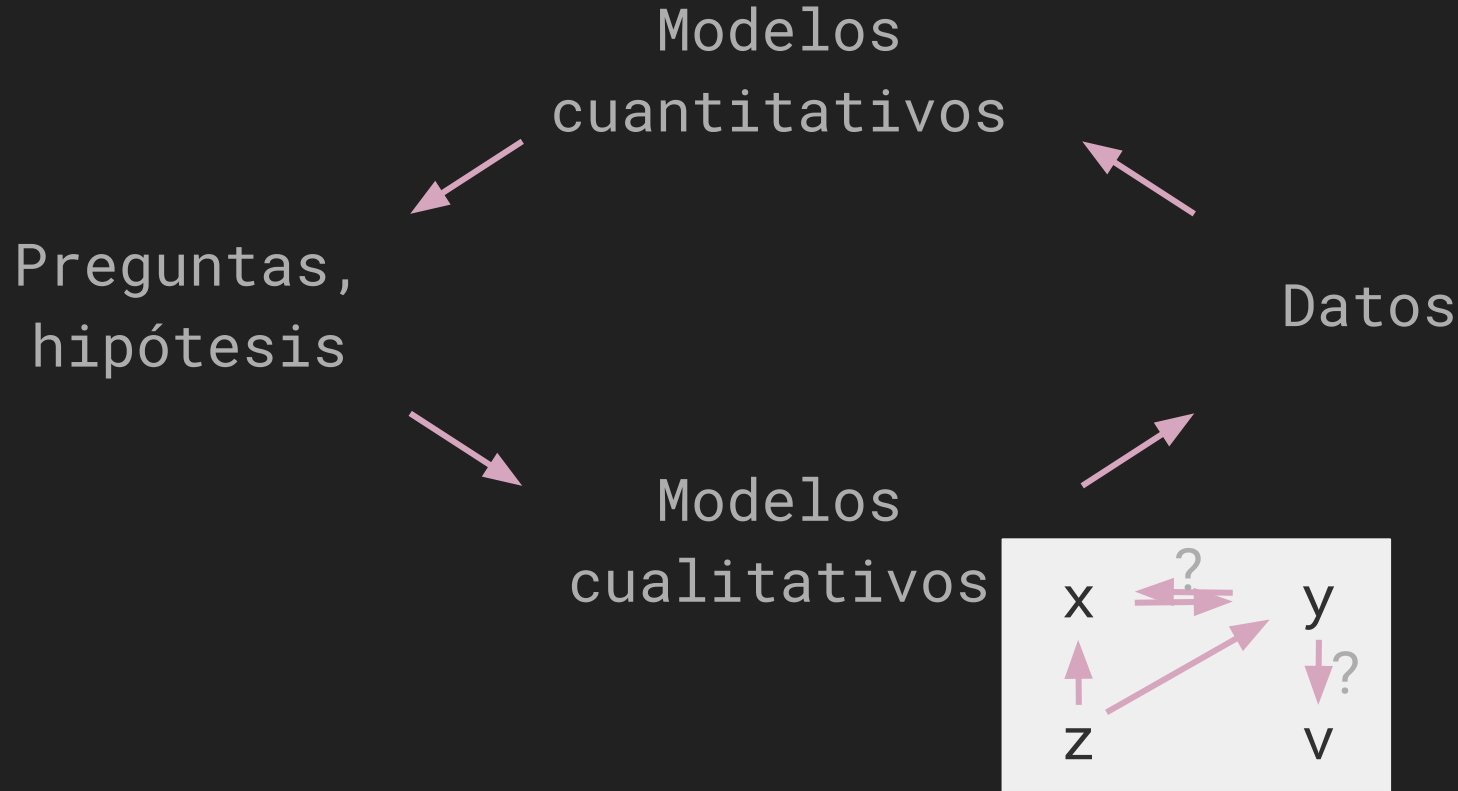 Modelos
cuantitativos
Preguntas,
hipótesis
Datos
Modelos
cualitativos
?
x
y
?
z
v